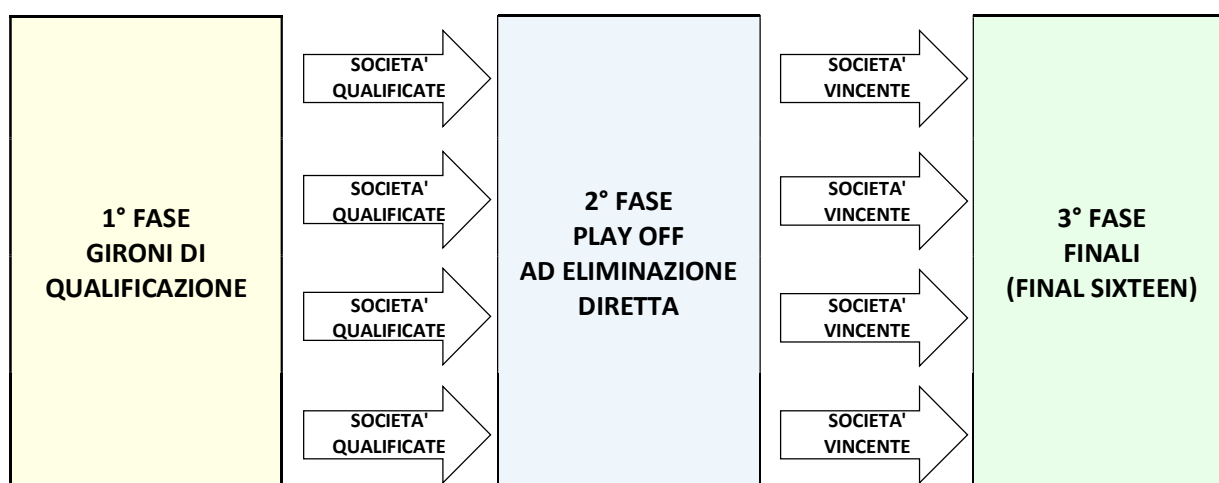 1° FASE
GIRONI DI
QUALIFICAZIONE
SOCIETA'
QUALIFICATE
SOCIETA'
QUALIFICATE
SOCIETA'
QUALIFICATE
SOCIETA'
QUALIFICATE
2° FASE
PLAY OFF
AD ELIMINAZIONE
DIRETTA
SOCIETA'
VINCENTE
SOCIETA'
VINCENTE
SOCIETA'
VINCENTE
SOCIETA'
VINCENTE
3° FASE
FINALI
(FINAL SIXTEEN)